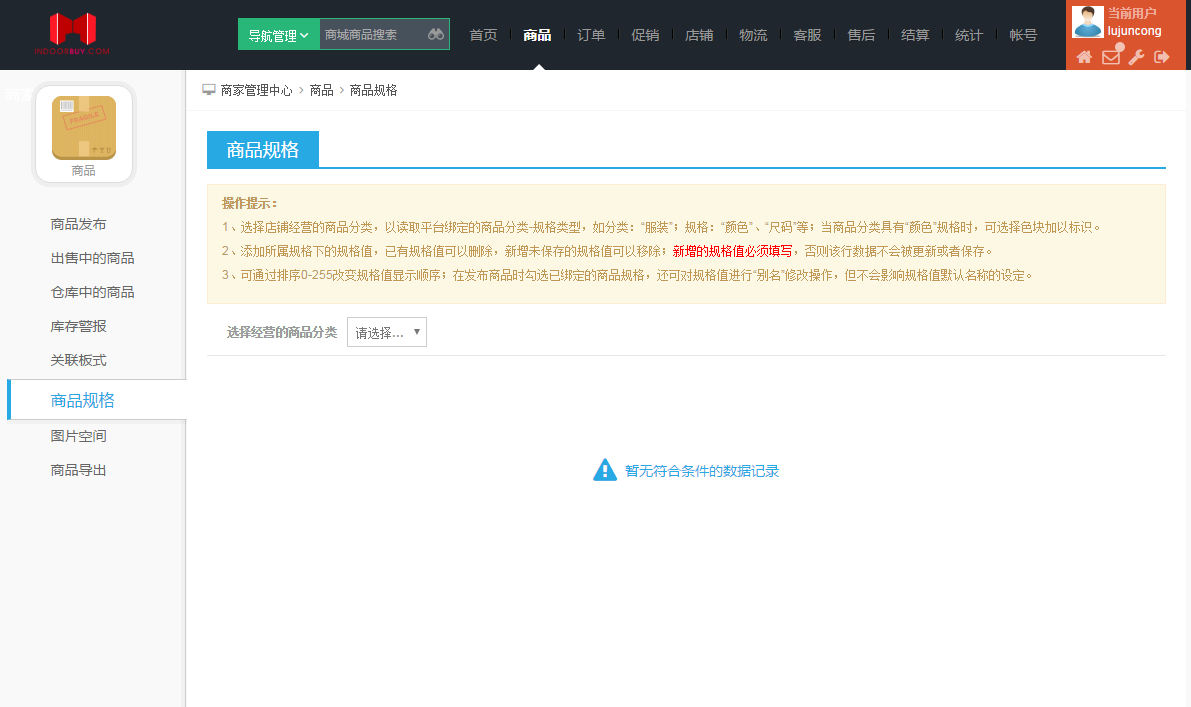 INDOORBUY.COM
导航管理
商城商品搜索
首页
商品
订单
促销
店铺
物流
客服
售后
结算
统计
帐号
当前用户
lujuncong
FRAGILE
商品
商家管理中心 › 商品 › 商品规格
商品发布
出售中的商品
仓库中的商品
库存警报
关联板式
商品规格
图片空间
商品导出
商品规格
操作提示：
1、选择店铺经营的商品分类，以读取平台绑定的商品分类-规格类型，如分类：“服装”；规格：“颜色”、“尺码”等；当商品分类具有“颜色”规格时，可选择色块加以标识。
2、添加所属规格下的规格值，已有规格值可以删除，新增未保存的规格值可以移除；新增的规格值必须填写，否则该行数据不会被更新或者保存。
3、可通过排序0-255改变规格值显示顺序；在发布商品时勾选已绑定的商品规格，还可对规格值进行“别名”修改操作，但不会影响规格值默认名称的设定。
选择经营的商品分类 请选择...
暂无符合条件的数据记录